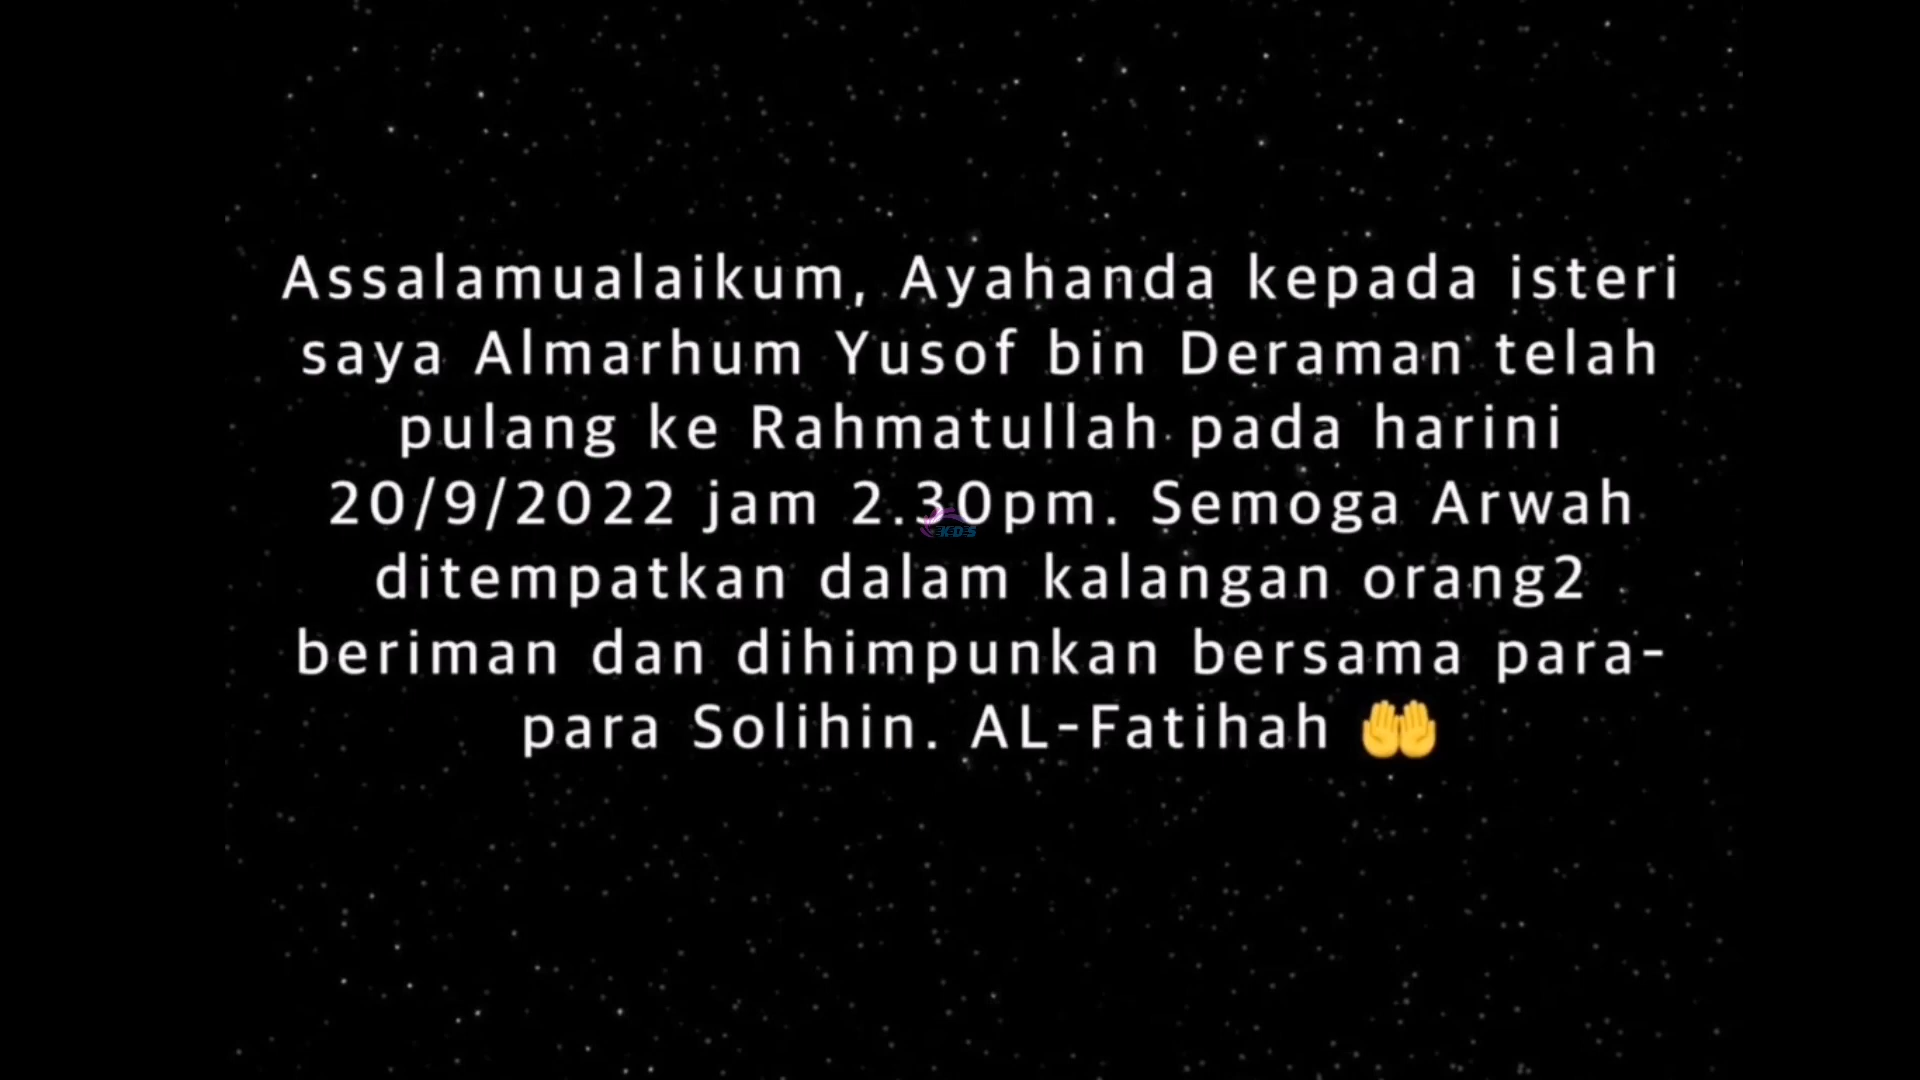 Assalamualaikum, Ayahanda kepada isteri
saya Almarhum Yusof bin Deraman telah
pulang ke Rahmatullah pada harini
20/9/2022 jam 2.30pm. Semoga Arwah
ditempatkan dalam kalangan orang2
beriman dan dihimpunkan bersama para-
para Solihin. AL-Fatihah 🤲
KDS